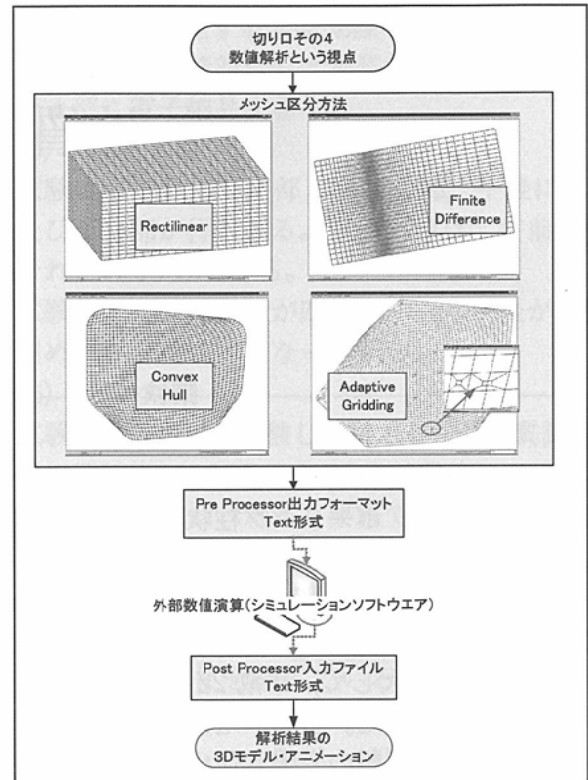 切り口その4
数値解析という視点
メッシュ区分方法
Rectilinear
Finite
Difference
Convex
Hull
Adaptive
Gridding
Pre Processor出力フォーマット
Text形式
外部数値演算(シミュレーションソフトウエア)
Post Processor入力ファイル
Text形式
解析結果の
3Dモデル・アニメーション